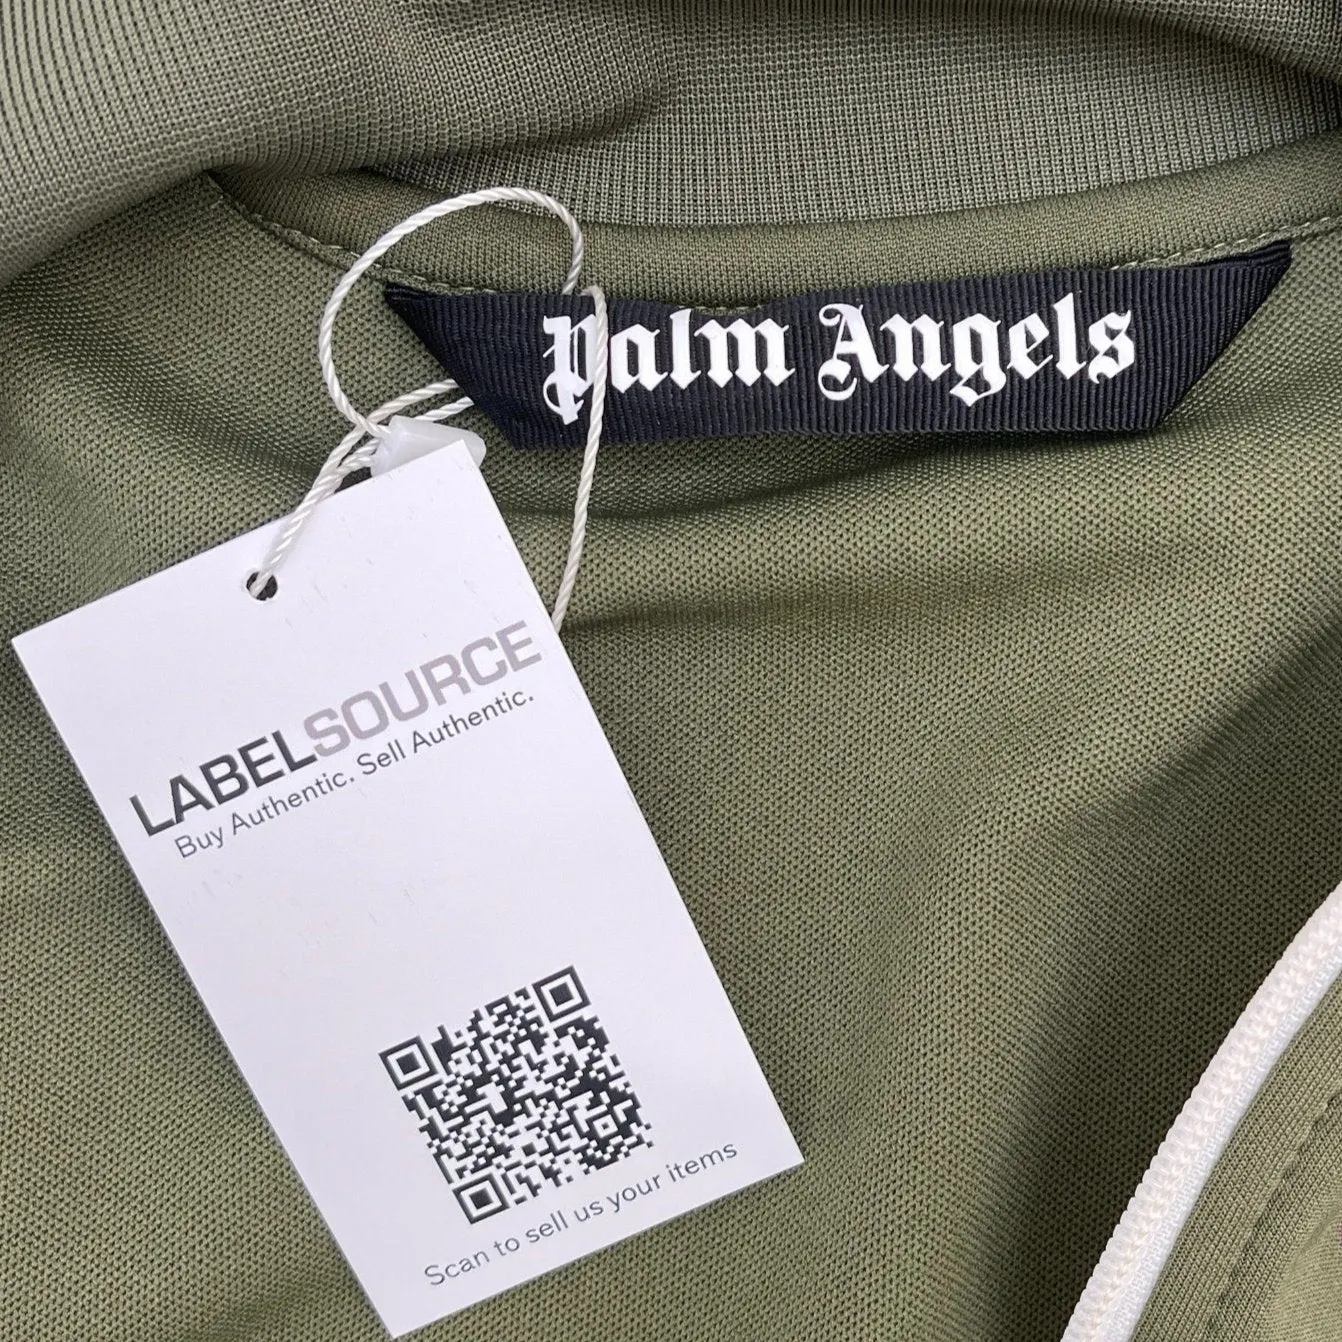 Palm Angels
LABELSOURCE
Buy Authentic. Sell Authentic.
Scan to sell us your items